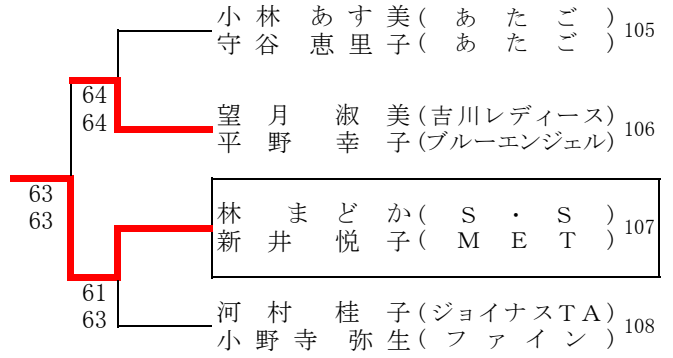 小林 あす美 ( あたご ) 105
守谷 恵里子 ( あたご )
64
64
望月 淑美 (吉川レディース) 106
平野 幸子 (ブルーエンジェル)
63
63
林 まどか ( S・S ) 107
新井 悦子 ( MET )
61
63
河村 桂子 (ジョイナスTA) 108
小野寺 弥生 ( ファイン )